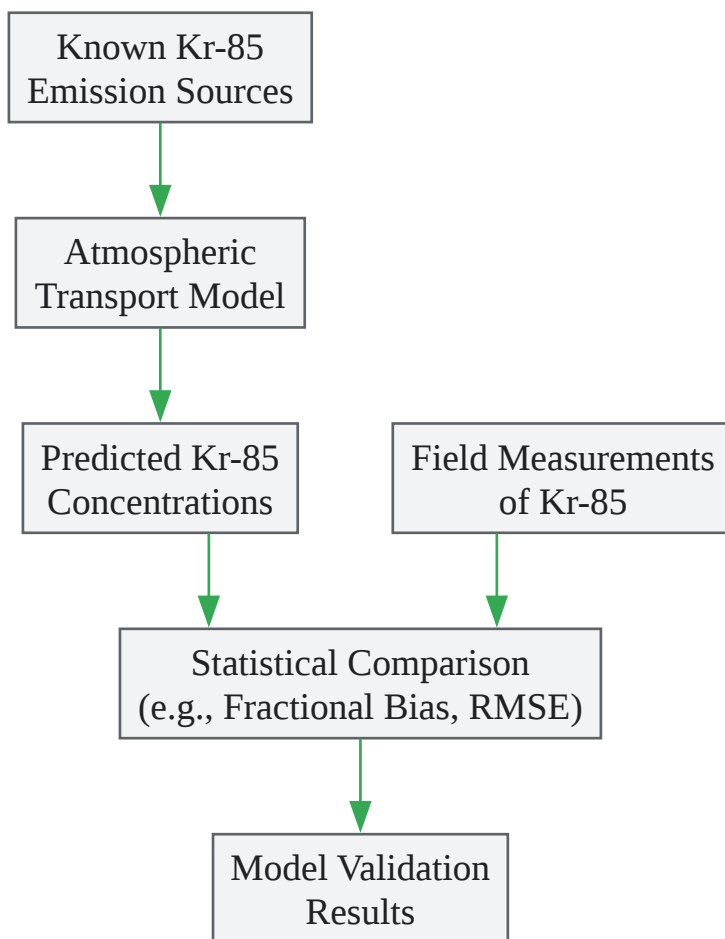 Known Kr-85
Emission Sources
Atmospheric
Transport Model
Predicted Kr-85
Concentrations
Field Measurements
of Kr-85
Statistical Comparison
(e.g., Fractional Bias, RMSE)
Model Validation
Results